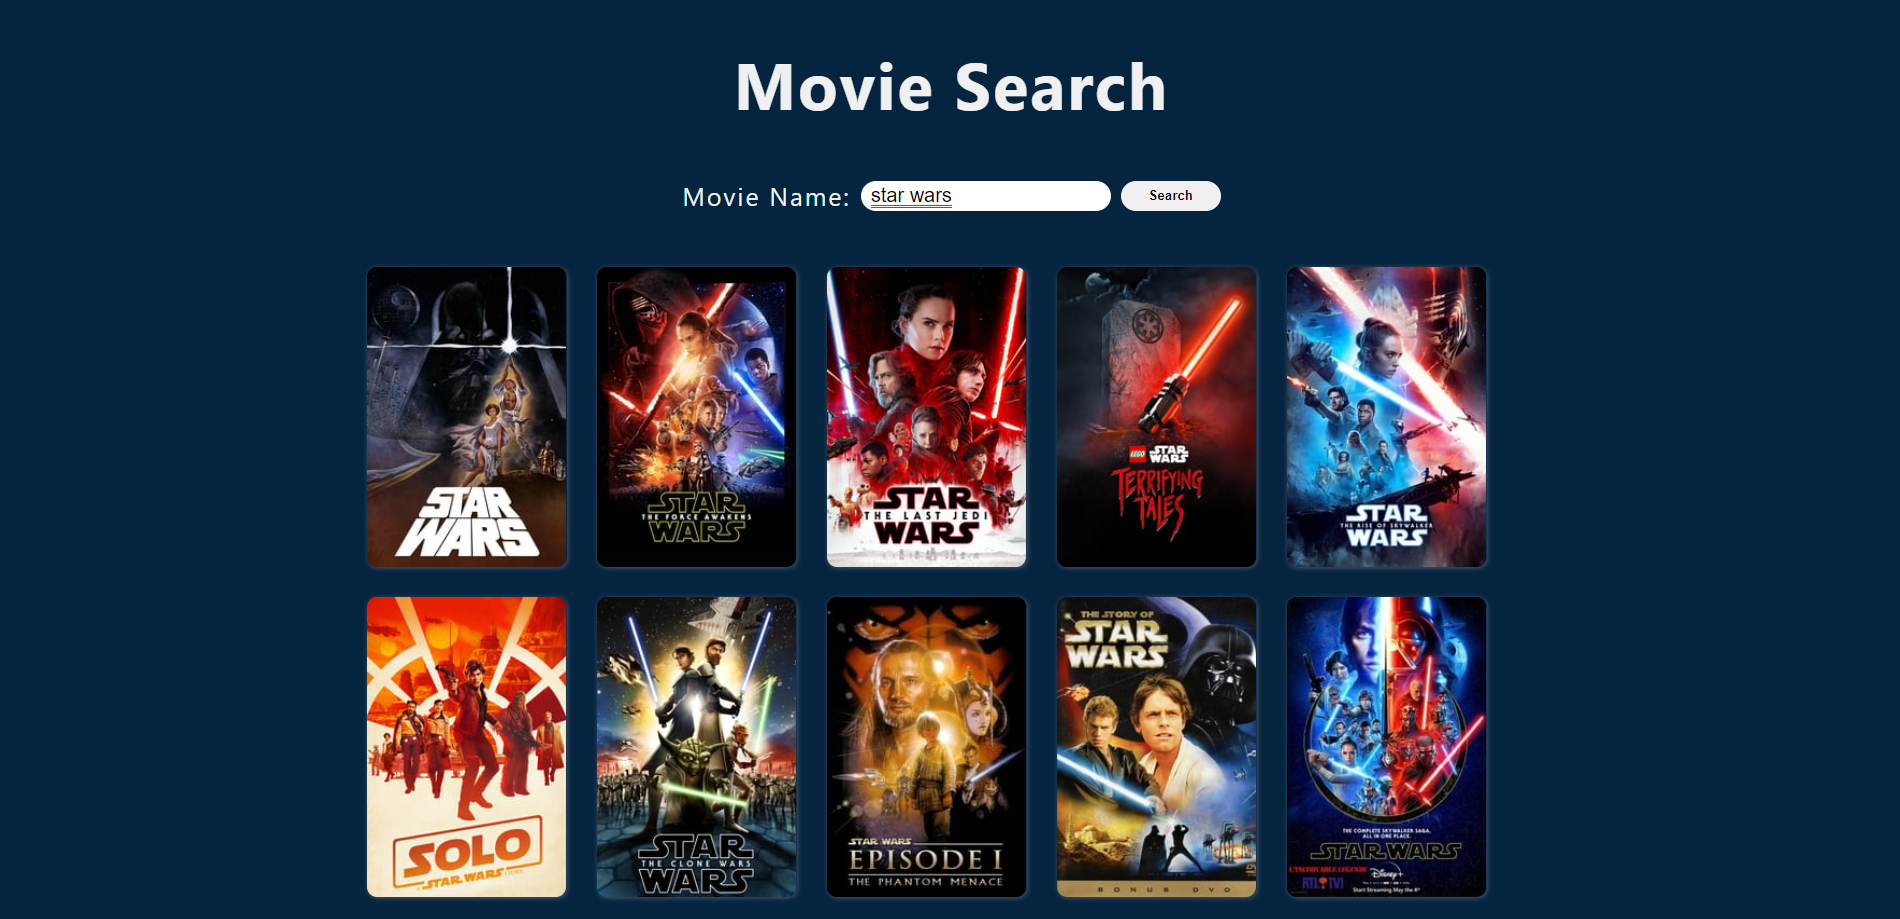 Movie Search
Movie Name: star wars Search
STAR
WARS
STAR
THE FORCE AWAKENS
WARS
STAR
THE LAST JEDI
WARS
LEGO STAR
WARS
TERRIFYING
TALES
STAR
THE RISE OF SKYWALKER
WARS
SOLO
A STAR WARS STORY
STAR
THE CLONE WARS
WARS
STAR WARS
EPISODE I
THE PHANTOM MENACE
THE STORY OF
STAR
WARS
BONUS DVD
THE COMPLETE SKYWALKER SAGA.
ALL IN ONE PLACE.
STAR WARS
RTL TVI
Disney+
Start Streaming May the 4th